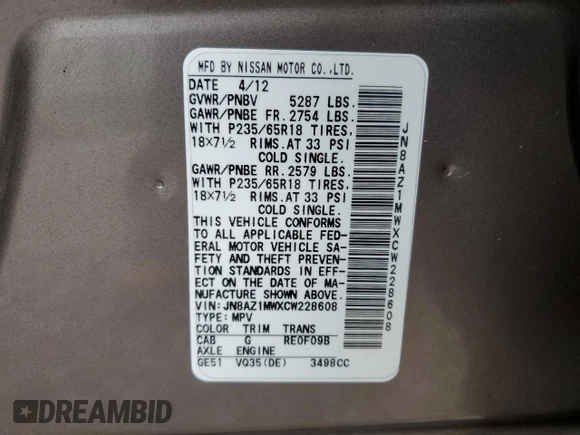 MFD BY NISSAN MOTOR CO.,LTD.
DATE 4/12
GVWR/PNBV 5287 LBS.
GAWR/PNBE FR. 2754 LBS.
WITH P235/65R18 TIRES,
18×7½ RIMS.AT 33 PSI
COLD SINGLE.
GAWR/PNBE RR. 2579 LBS.
WITH P235/65R18 TIRES,
18×7½ RIMS.AT 33 PSI
COLD SINGLE.
THIS VEHICLE CONFORMS
TO ALL APPLICABLE FED-
ERAL MOTOR VEHICLE SA-
FETY AND THEFT PREVEN-
TION STANDARDS IN EFF-
ECT ON THE DATE OF MA-
NUFACTURE SHOWN ABOVE.
VIN:JN8AZ1MWXCW228608
TYPE:MPV
COLOR TRIM TRANS
CAB G RE0F09B
AXLE ENGINE
GE51 VQ35(DE) 3498CC
JN8AZ1MWXCW228608
DREAMBID